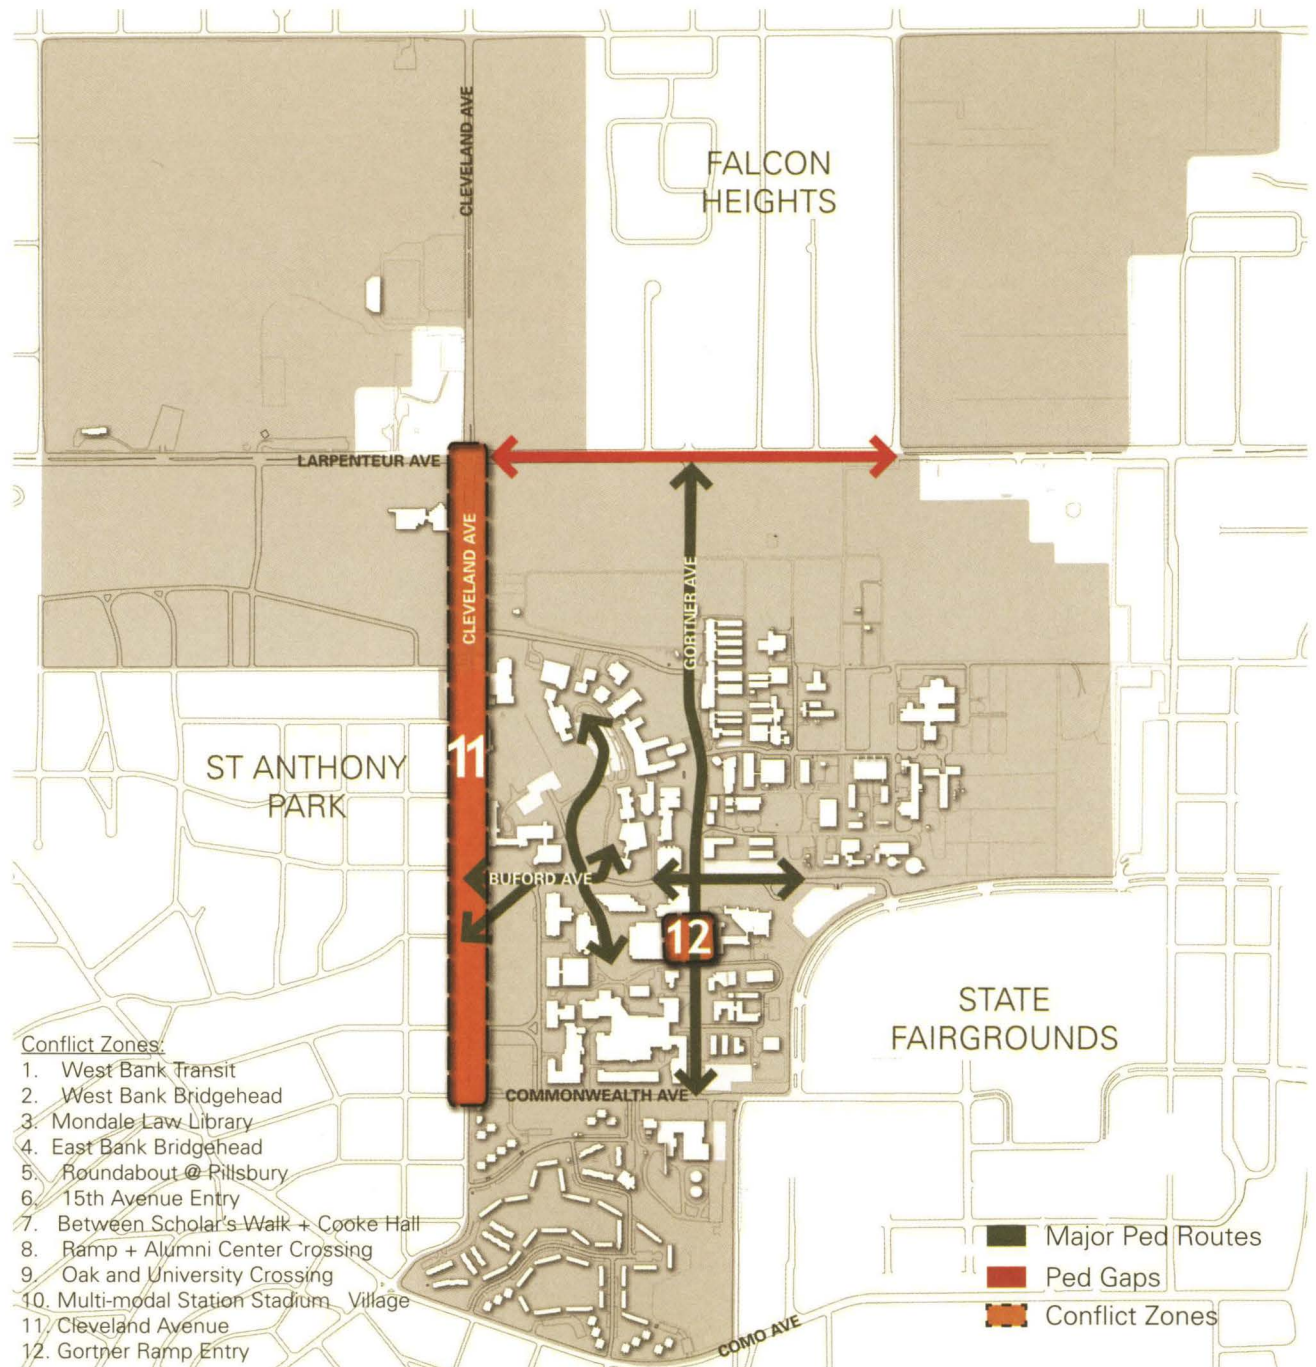 CLEVELAND AVE
FALCON
HEIGHTS
LARPENTEUR AVE
CLEVELAND AVE
GORTNER AVE
11
ST ANTHONY
PARK
BUFORD AVE
12
STATE
FAIRGROUNDS
COMMONWEALTH AVE
Conflict Zones:
1. West Bank Transit
2. West Bank Bridgehead
3. Mondale Law Library
4. East Bank Bridgehead
5. Roundabout @ Pillsbury
6. 15th Avenue Entry
7. Between Scholar's Walk + Cooke Hall
8. Ramp + Alumni Center Crossing
9. Oak and University Crossing
10. Multi-modal Station Stadium Village
11. Cleveland Avenue
12. Gortner Ramp Entry
Major Ped Routes
Ped Gaps
Conflict Zones
COMO AVE